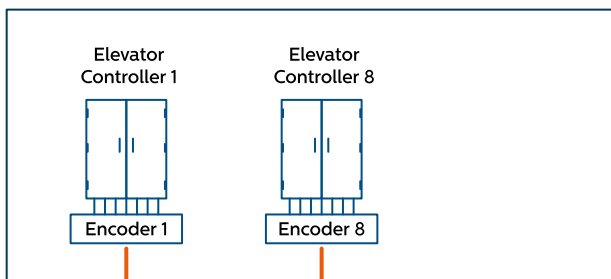 Elevator
Controller 1
Elevator
Controller 8
Encoder 1
Encoder 8